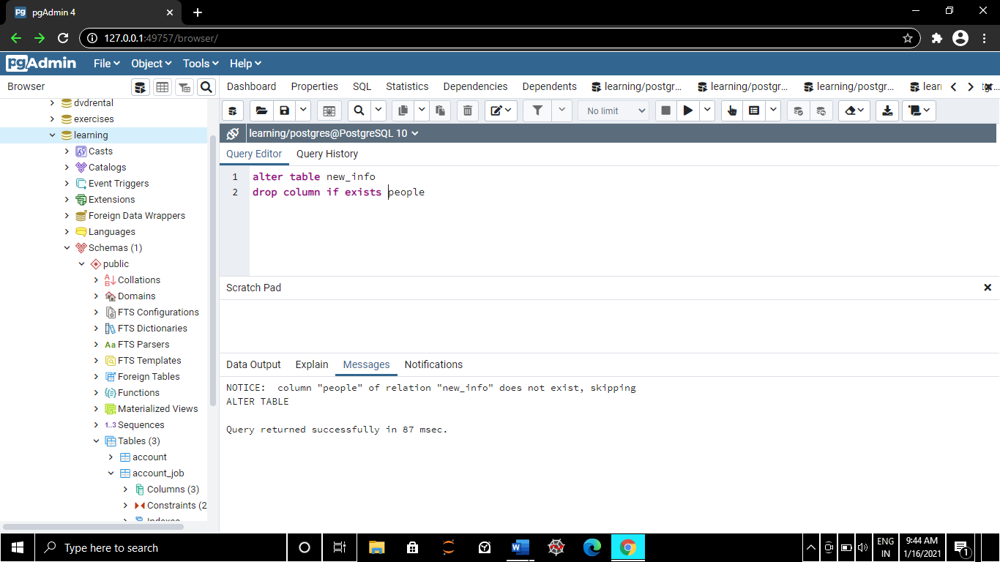 pgAdmin 4
127.0.0.1:49757/browser/
pgAdmin File Object Tools Help
Browser
Dashboard Properties SQL Statistics Dependencies Dependents learning/postgr... learning/postgr... learning/postgr... lear
dvdrental
exercises
learning
Casts
Catalogs
Event Triggers
Extensions
Foreign Data Wrappers
Languages
Schemas (1)
public
Collations
Domains
FTS Configurations
FTS Dictionaries
Aa FTS Parsers
FTS Templates
Foreign Tables
Functions
Materialized Views
1..3 Sequences
Tables (3)
account
account_job
Columns (3)
Constraints (2
Indexes
No limit
learning/postgres@PostgreSQL 10
Query Editor Query History
1 alter table new_info
2 drop column if exists people
Scratch Pad
Data Output Explain Messages Notifications
NOTICE: column "people" of relation "new_info" does not exist, skipping
ALTER TABLE
Query returned successfully in 87 msec.
Type here to search
ENG
IN
9:44 AM
1/16/2021
1